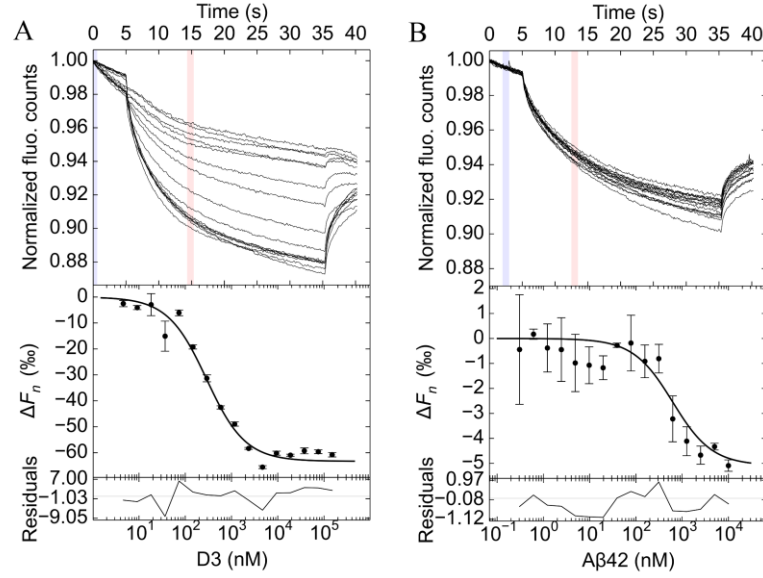 A
Time (s)
0 5 10 15 20 25 30 35 40
Normalized fluo. counts
1.00
0.98
0.96
0.94
0.92
0.90
0.88
ΔFn (‰)
0
−10
−20
−30
−40
−50
−60
Residuals
7.00
−1.03
−9.05
10^1 10^2 10^3 10^4 10^5
D3 (nM)
B
Time (s)
0 5 10 15 20 25 30 35 40
Normalized fluo. counts
1.00
0.98
0.96
0.94
0.92
0.90
0.88
ΔFn (‰)
2
1
0
−1
−2
−3
−4
−5
Residuals
0.97
−0.08
−1.12
10^−1 10^0 10^1 10^2 10^3 10^4
Aβ42 (nM)